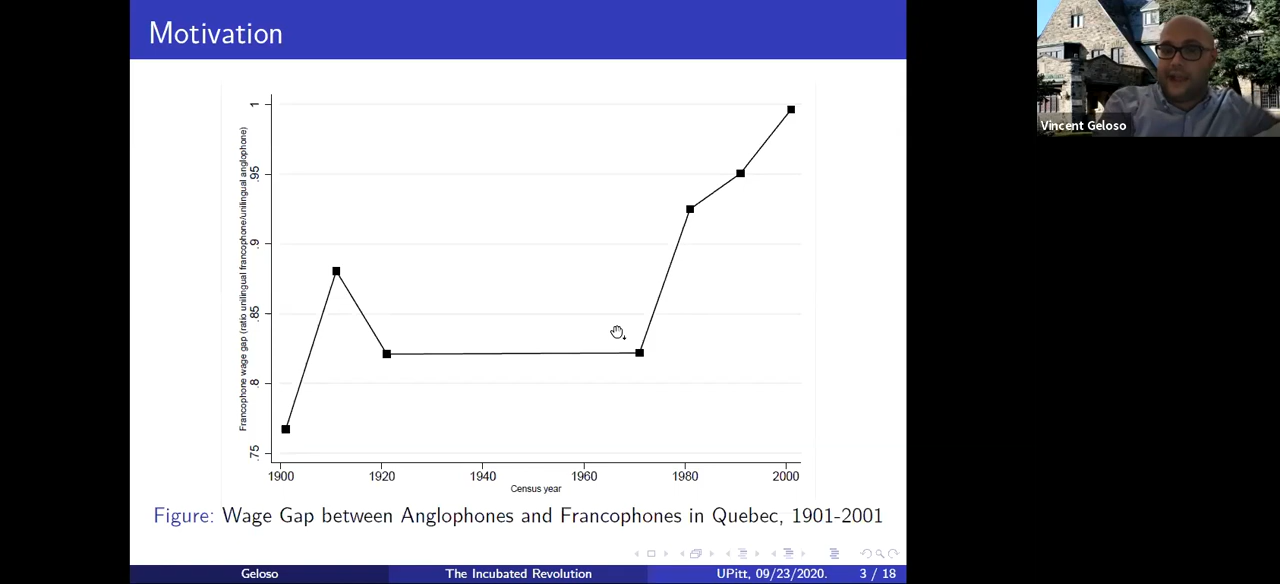 Motivation
Vincent Geloso
Francophone wage gap (ratio unilingual francophone/unilingual anglophone)
1
.95
.9
.85
.8
.75
1900 1920 1940 1960 1980 2000
Census year
Figure: Wage Gap between Anglophones and Francophones in Quebec, 1901-2001
Geloso The Incubated Revolution UPitt, 09/23/2020. 3 / 18